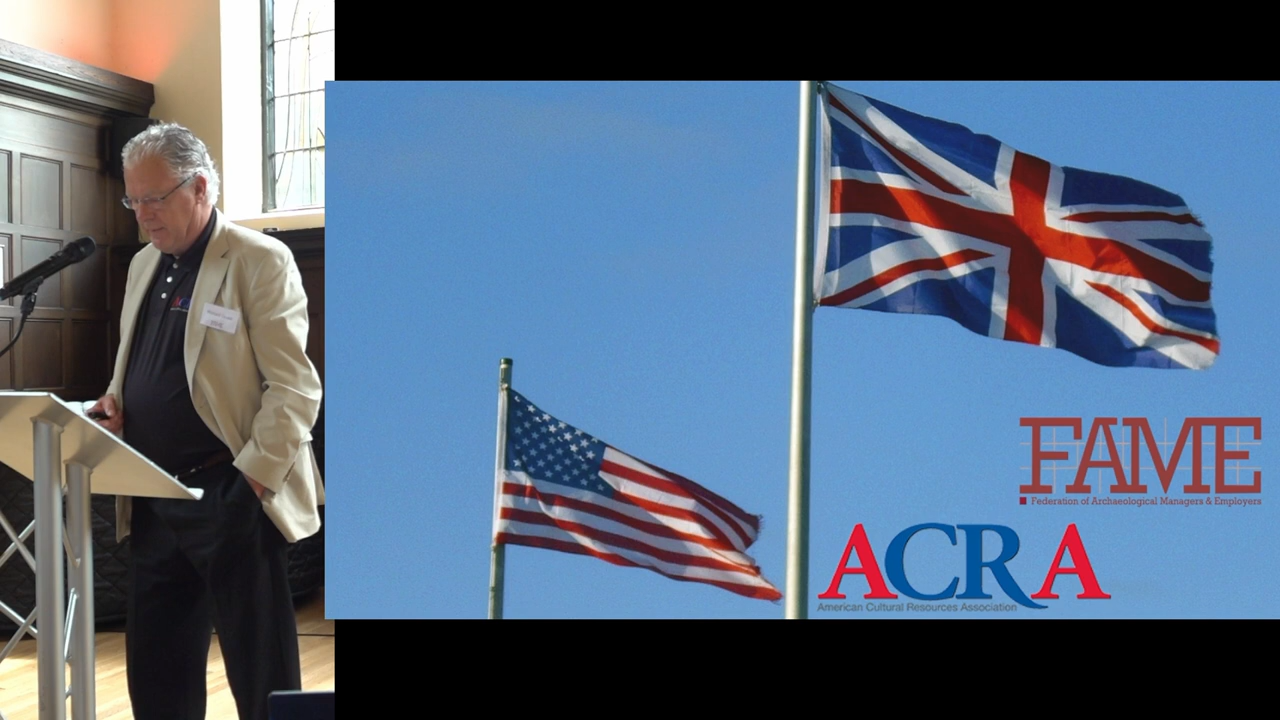 FAME
Federation of Archaeological Managers & Employers
ACRA
American Cultural Resources Association